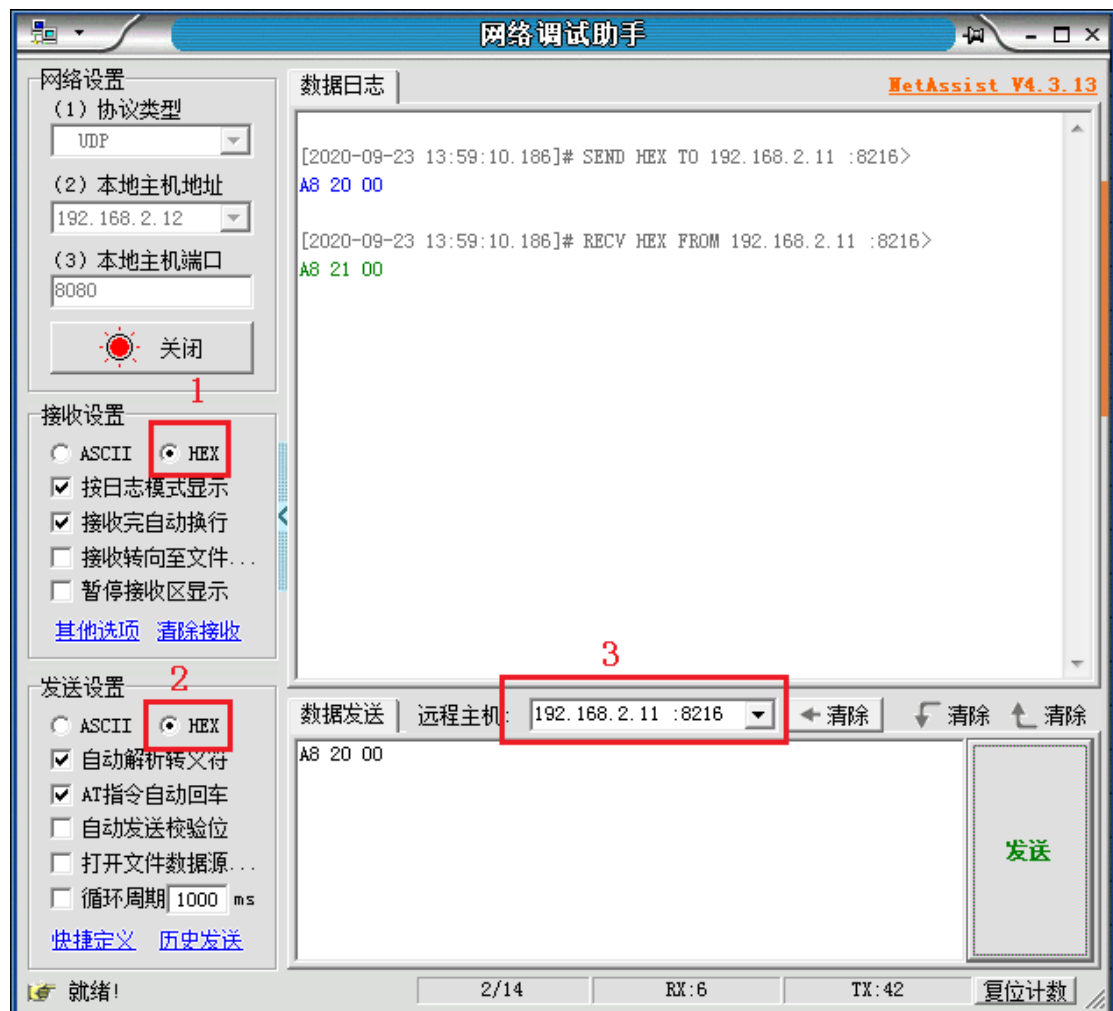 网络调试助手
网络设置
(1) 协议类型
UDP
(2) 本地主机地址
192.168.2.12
(3) 本地主机端口
8080
关闭
1
接收设置
ASCII HEX
按日志模式显示
接收完自动换行
接收转向至文件...
暂停接收区显示
其他选项 清除接收
2
发送设置
ASCII HEX
自动解析转义符
AT指令自动回车
自动发送校验位
打开文件数据源...
循环周期 1000 ms
快捷定义 历史发送
数据日志 NetAssist V4.3.13
[2020-09-23 13:59:10.186]# SEND HEX TO 192.168.2.11 :8216>
A8 20 00
[2020-09-23 13:59:10.186]# RECV HEX FROM 192.168.2.11 :8216>
A8 21 00
3
数据发送 远程主机: 192.168.2.11 :8216 清除 清除 清除
A8 20 00
发送
就绪! 2/14 RX:6 TX:42 复位计数